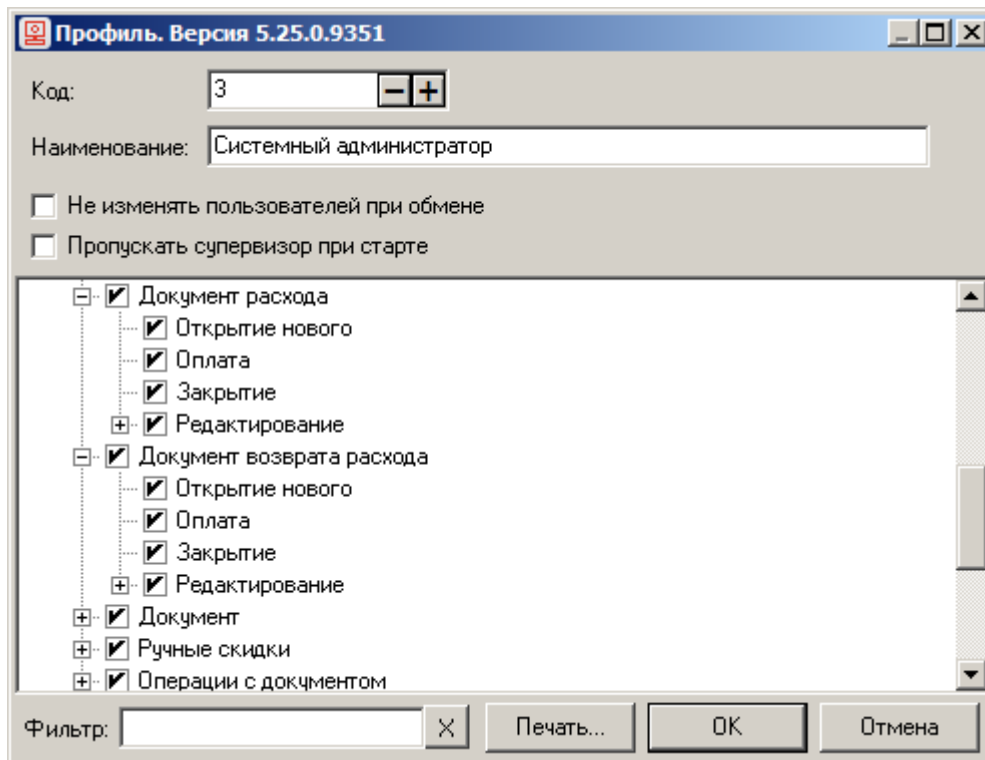 Профиль. Версия 5.25.0.9351
Код: 3
Наименование: Системный администратор
Не изменять пользователей при обмене
Пропускать супервизор при старте
Документ расхода
Открытие нового
Оплата
Закрытие
Редактирование
Документ возврата расхода
Открытие нового
Оплата
Закрытие
Редактирование
Документ
Ручные скидки
Операции с документом
Фильтр: X Печать... OK Отмена